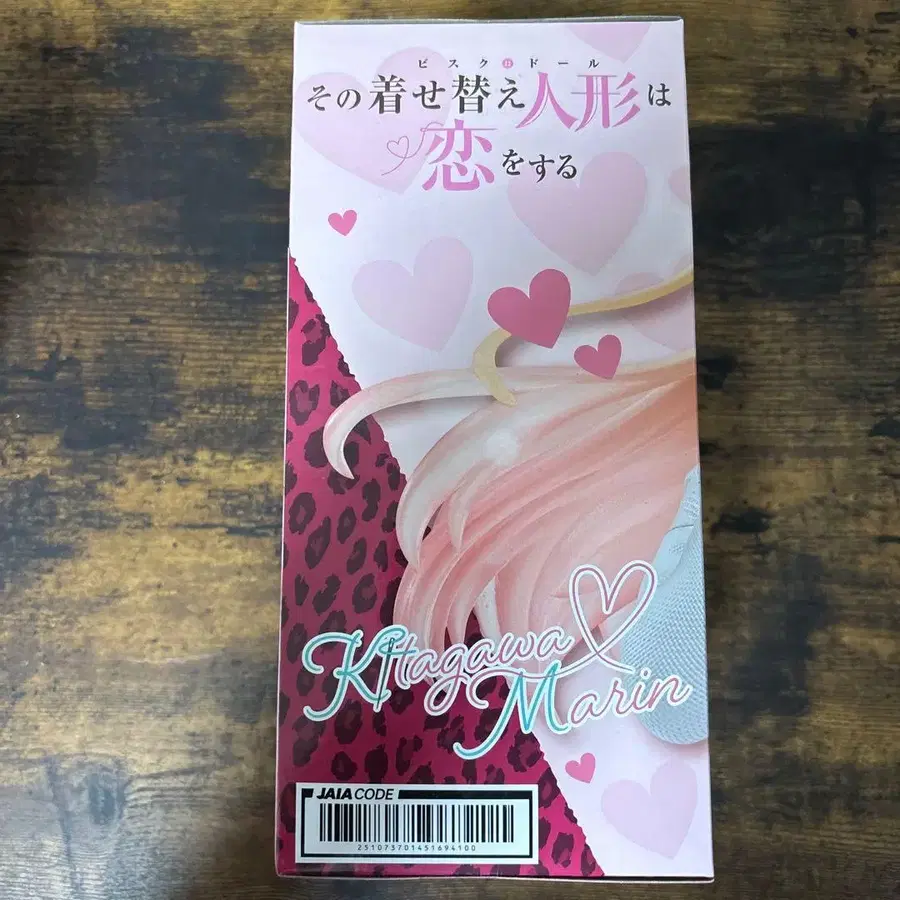 ビスク・ドール
その着せ替え人形は
恋をする
Kitagawa
Marin
JAIA CODE
2510737014516941​00